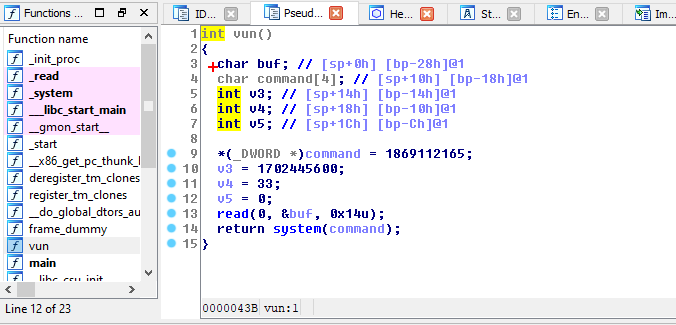 Functions ...
ID...
Pseud...
He...
St...
En...
Im...
Function name
_init_proc
_read
_system
___libc_start_main
__gmon_start__
_start
__x86_get_pc_thunk_
deregister_tm_clones
register_tm_clones
__do_global_dtors_au
frame_dummy
vun
main
__libc_csu_init
Line 12 of 23
1 int vun()
2 {
3 char buf; // [sp+0h] [bp-28h]@1
4 char command[4]; // [sp+10h] [bp-18h]@1
5 int v3; // [sp+14h] [bp-14h]@1
6 int v4; // [sp+18h] [bp-10h]@1
7 int v5; // [sp+1Ch] [bp-Ch]@1
8
9 *(_DWORD *)command = 1869112165;
10 v3 = 1702445600;
11 v4 = 33;
12 v5 = 0;
13 read(0, &buf, 0x14u);
14 return system(command);
15 }
0000043B vun:1